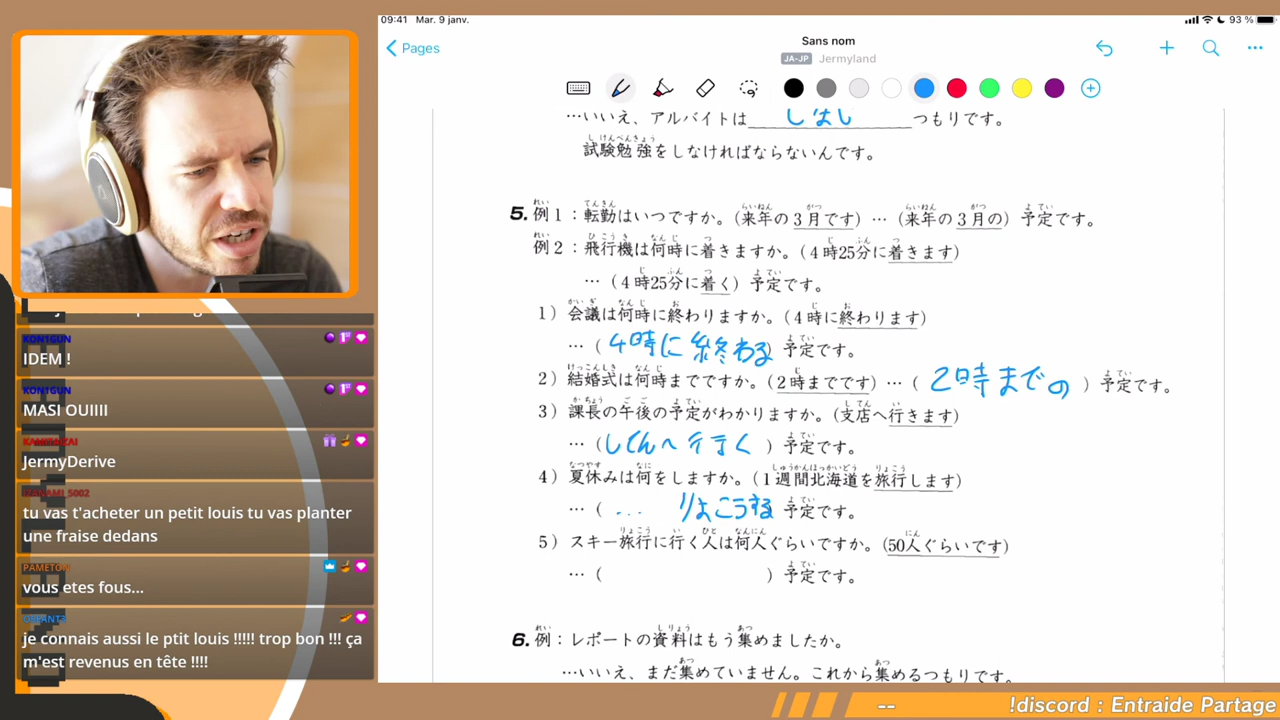 09:41 Mar. 9 janv.
93 %
Pages
Sans nom
JA-JP Jermyland
…いいえ、アルバイトは しない つもりです。
試験勉強をしなければならないんです。
5. 例1：転勤はいつですか。（来年の3月です） … （来年の3月の） 予定です。
例2：飛行機は何時に着きますか。（4時25分に着きます）
… （4時25分に着く） 予定です。
1） 会議は何時に終わりますか。（4時に終わります）
… （ 4時に終わる ） 予定です。
2） 結婚式は何時までですか。（2時までです） … （ 2時までの ） 予定です。
3） 課長の午後の予定がわかりますか。（支店へ行きます）
… （ してんへ行く ） 予定です。
4） 夏休みは何をしますか。（1週間北海道を旅行します）
… （ ... りょこうする 予定です。
5） スキー旅行に行く人は何人ぐらいですか。（50人ぐらいです）
… （ ） 予定です。
6. 例：レポートの資料はもう集めましたか。
…いいえ、まだ集めていません。これから集めるつもりです。
KON1GUN
IDEM !
KON1GUN
MASI OUIIII
JermyDerive
tu vas t'acheter un petit louis tu vas planter
une fraise dedans
PAMETON
vous etes fous...
je connais aussi le ptit louis !!!!! trop bon !!! ça
m'est revenus en tête !!!!
--
!discord : Entraide Partage